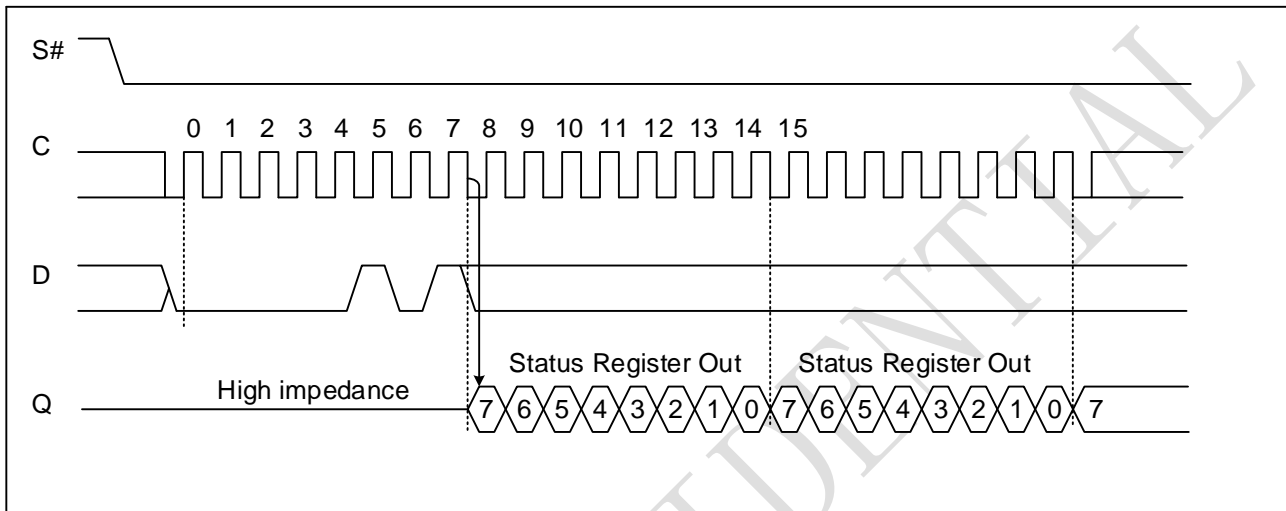 S#
0 1 2 3 4 5 6 7 8 9 10 11 12 13 14 15
C
D
Status Register Out Status Register Out
High impedance
Q
7 6 5 4 3 2 1 0 7 6 5 4 3 2 1 0 7